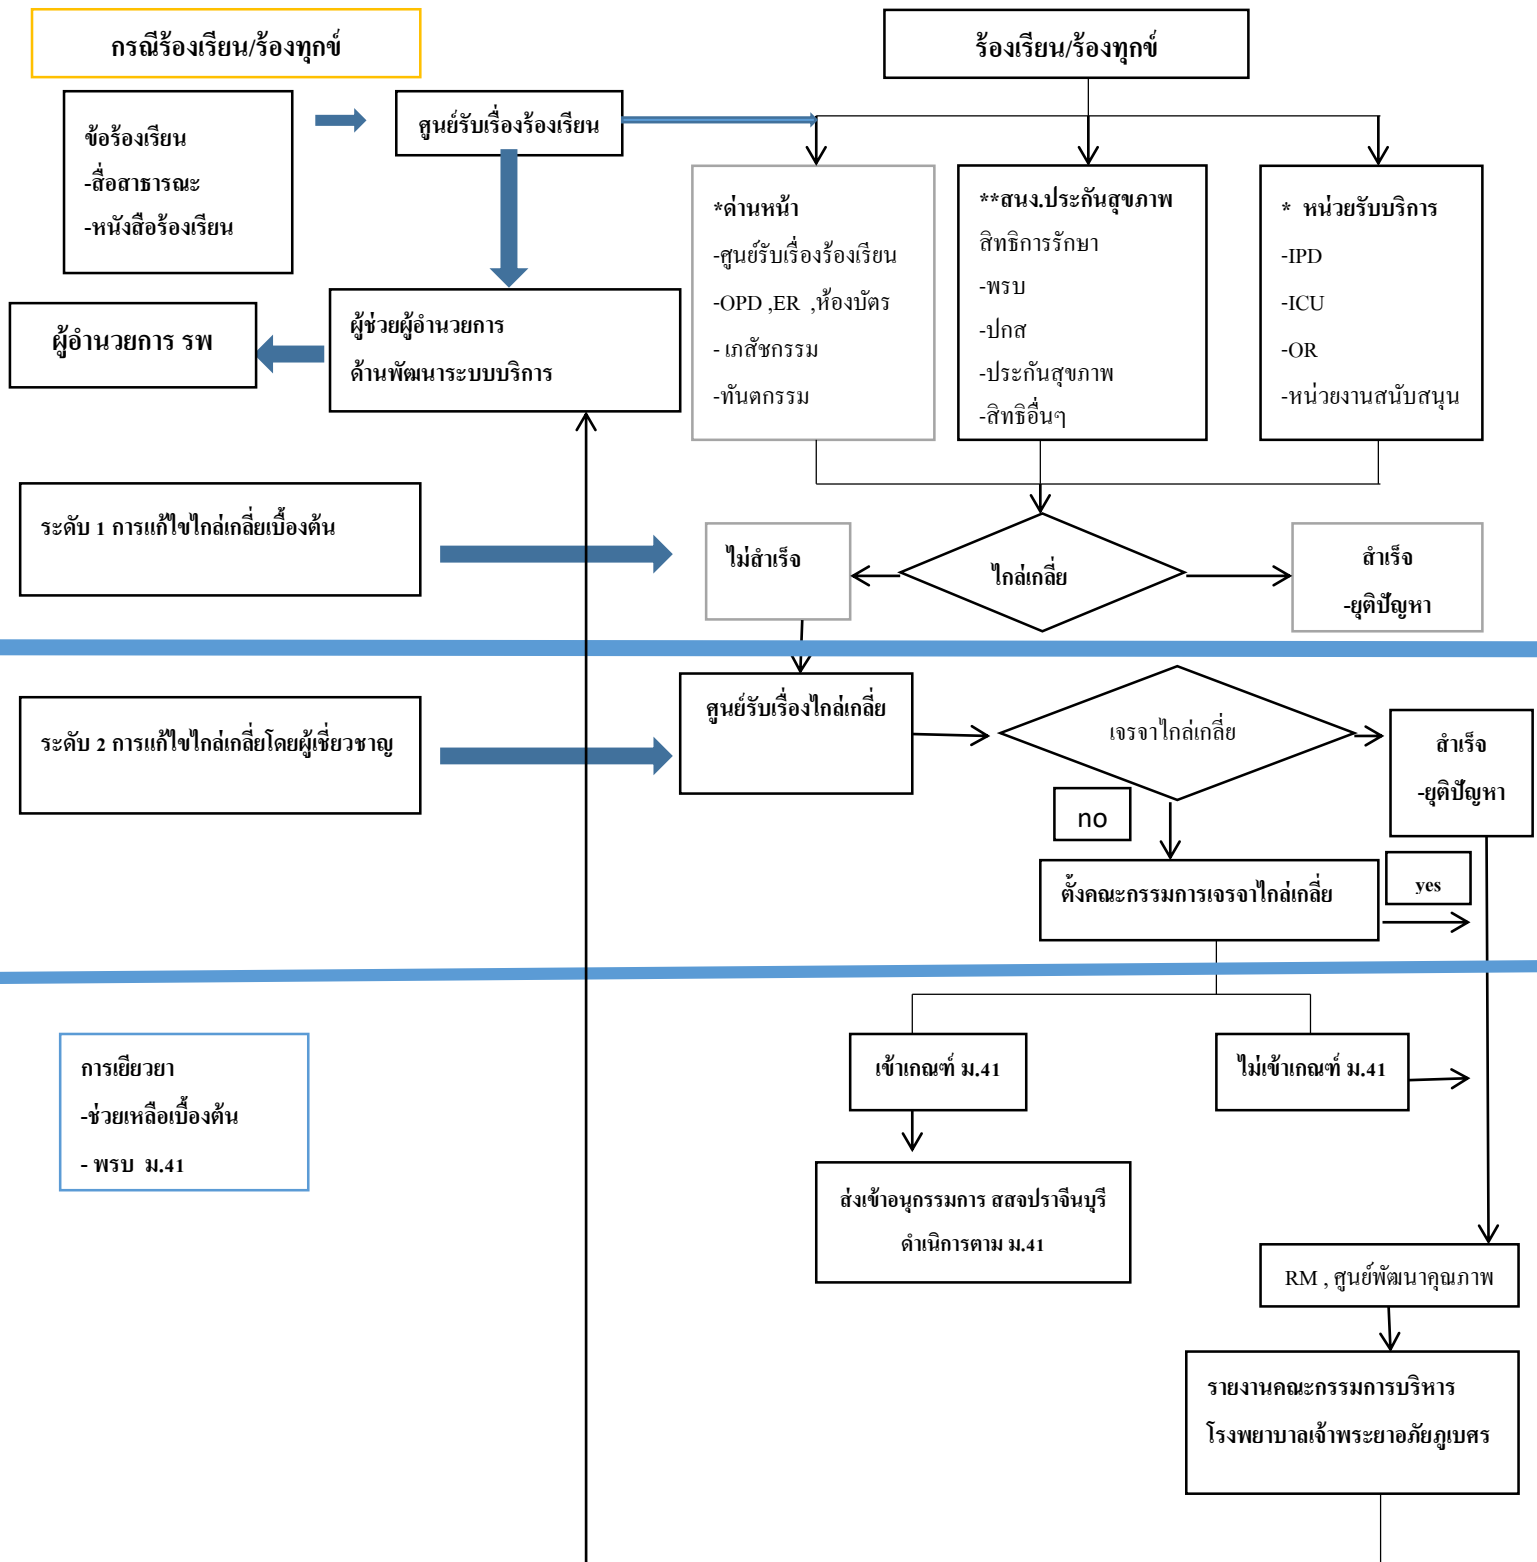 กรณีร้องเรียน/ร้องทุกข์
ร้องเรียน/ร้องทุกข์
ข้อร้องเรียน
-สื่อสาธารณะ
-หนังสือร้องเรียน
ศูนย์รับเรื่องร้องเรียน
*ด่านหน้า
-ศูนย์รับเรื่องร้องเรียน
-OPD ,ER ,ห้องบัตร
- เภสัชกรรม
-ทันตกรรม
**สนง.ประกันสุขภาพ
สิทธิการรักษา
-พรบ
-ปกส
-ประกันสุขภาพ
-สิทธิอื่นๆ
* หน่วยรับบริการ
-IPD
-ICU
-OR
-หน่วยงานสนับสนุน
ผู้อำนวยการ รพ
ผู้ช่วยผู้อำนวยการ
ด้านพัฒนาระบบบริการ
ระดับ 1 การแก้ไขไกล่เกลี่ยเบื้องต้น
ไม่สำเร็จ
ไกล่เกลี่ย
สำเร็จ
-ยุติปัญหา
ระดับ 2 การแก้ไขไกล่เกลี่ยโดยผู้เชี่ยวชาญ
ศูนย์รับเรื่องไกล่เกลี่ย
เจรจาไกล่เกลี่ย
สำเร็จ
-ยุติปัญหา
no
ตั้งคณะกรรมการเจรจาไกล่เกลี่ย
yes
การเยียวยา
-ช่วยเหลือเบื้องต้น
- พรบ ม.41
เข้าเกณฑ์ ม.41
ไม่เข้าเกณฑ์ ม.41
ส่งเข้าอนุกรรมการ สสจปราจีนบุรี
ดำเนิการตาม ม.41
RM , ศูนย์พัฒนาคุณภาพ
รายงานคณะกรรมการบริหาร
โรงพยาบาลเจ้าพระยาอภัยภูเบศร